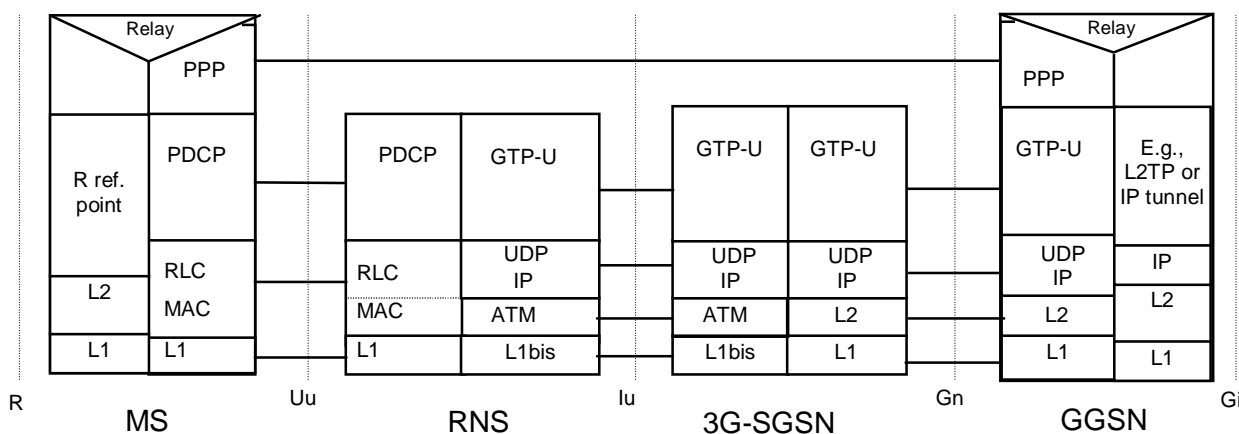 Relay
Relay
PPP
PPP
PDCP
R ref.
point
PDCP
GTP-U
GTP-U
GTP-U
GTP-U
E.g.,
L2TP or
IP tunnel
RLC
MAC
RLC
MAC
UDP
IP
UDP
IP
UDP
IP
UDP
IP
IP
L2
ATM
ATM
L2
L2
L2
L1
L1
L1
L1bis
L1bis
L1
L1
L1
R
Uu
Iu
Gn
Gi
MS
RNS
3G-SGSN
GGSN